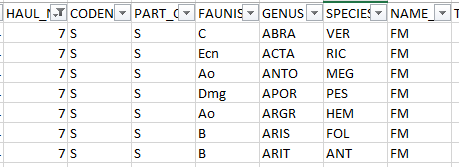 HAUL_N CODEN PART_C FAUNIS GENUS SPECIES NAME_ T
7 S S C ABRA VER FM
7 S S Ecn ACTA RIC FM
7 S S Ao ANTO MEG FM
7 S S Dmg APOR PES FM
7 S S Ao ARGR HEM FM
7 S S B ARIS FOL FM
7 S S B ARIT ANT FM